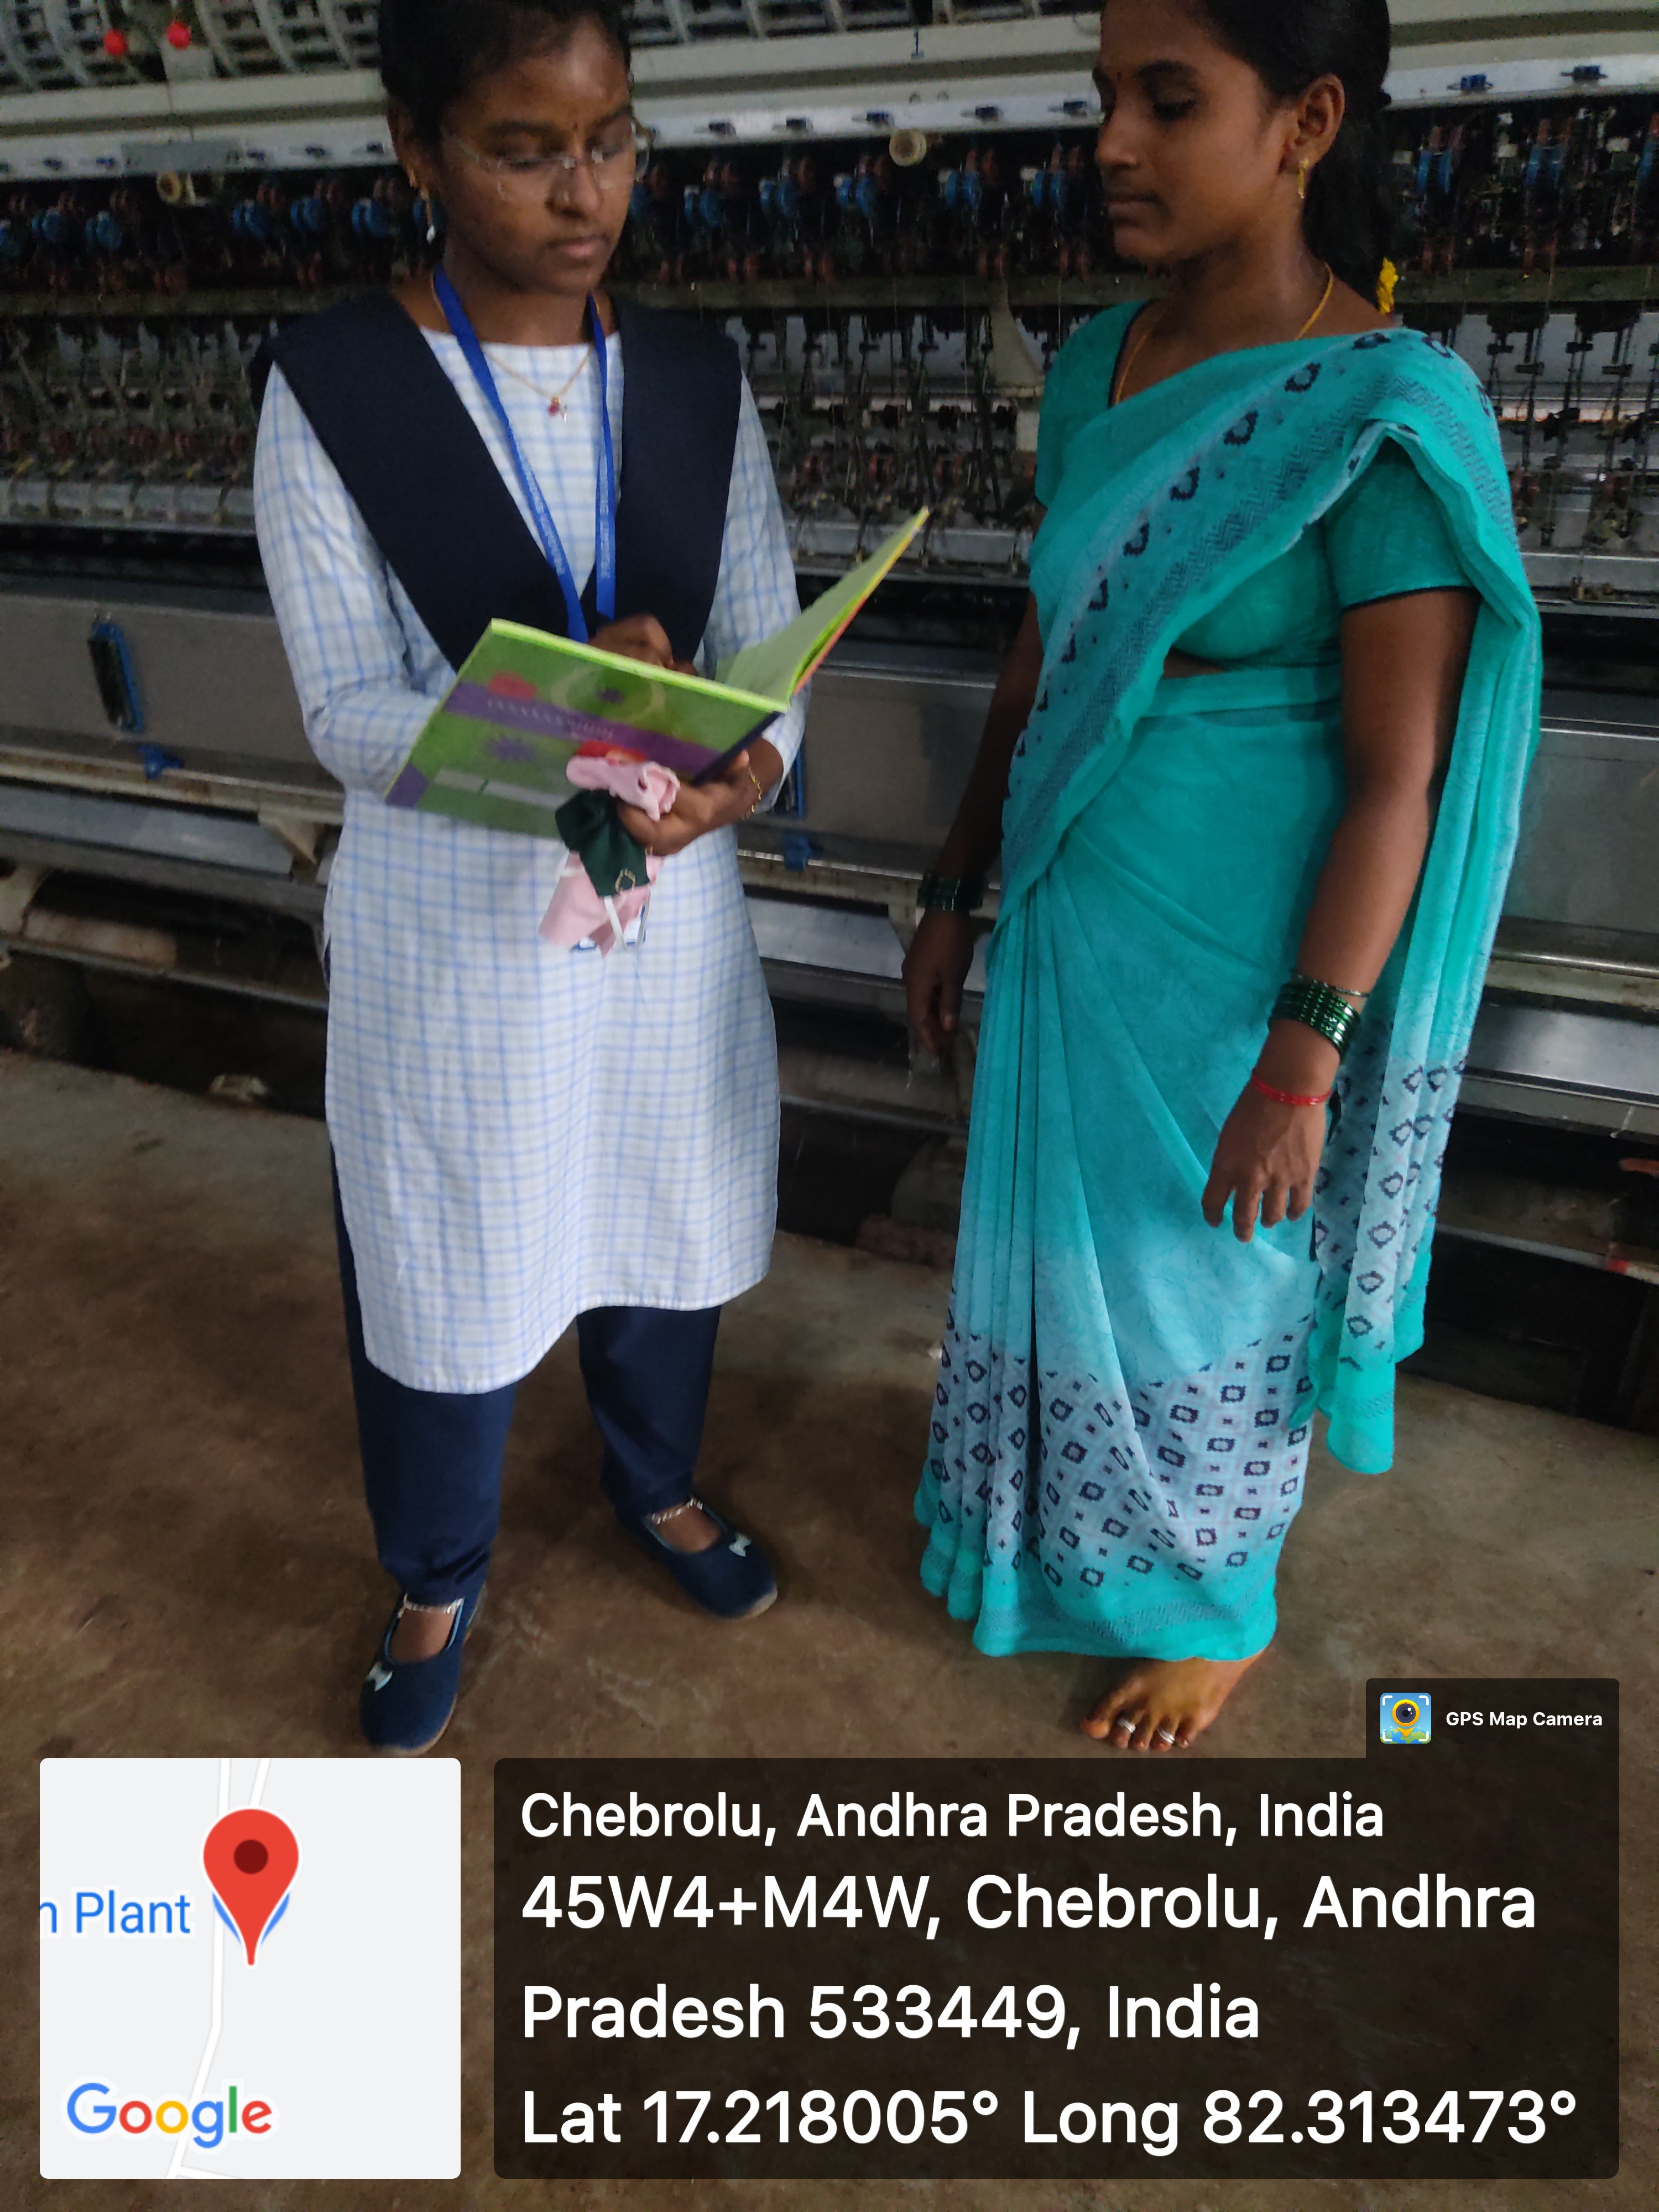 1
GPS Map Camera
Chebrolu, Andhra Pradesh, India
45W4+M4W, Chebrolu, Andhra
Pradesh 533449, India
Lat 17.218005° Long 82.313473°
n Plant
Google